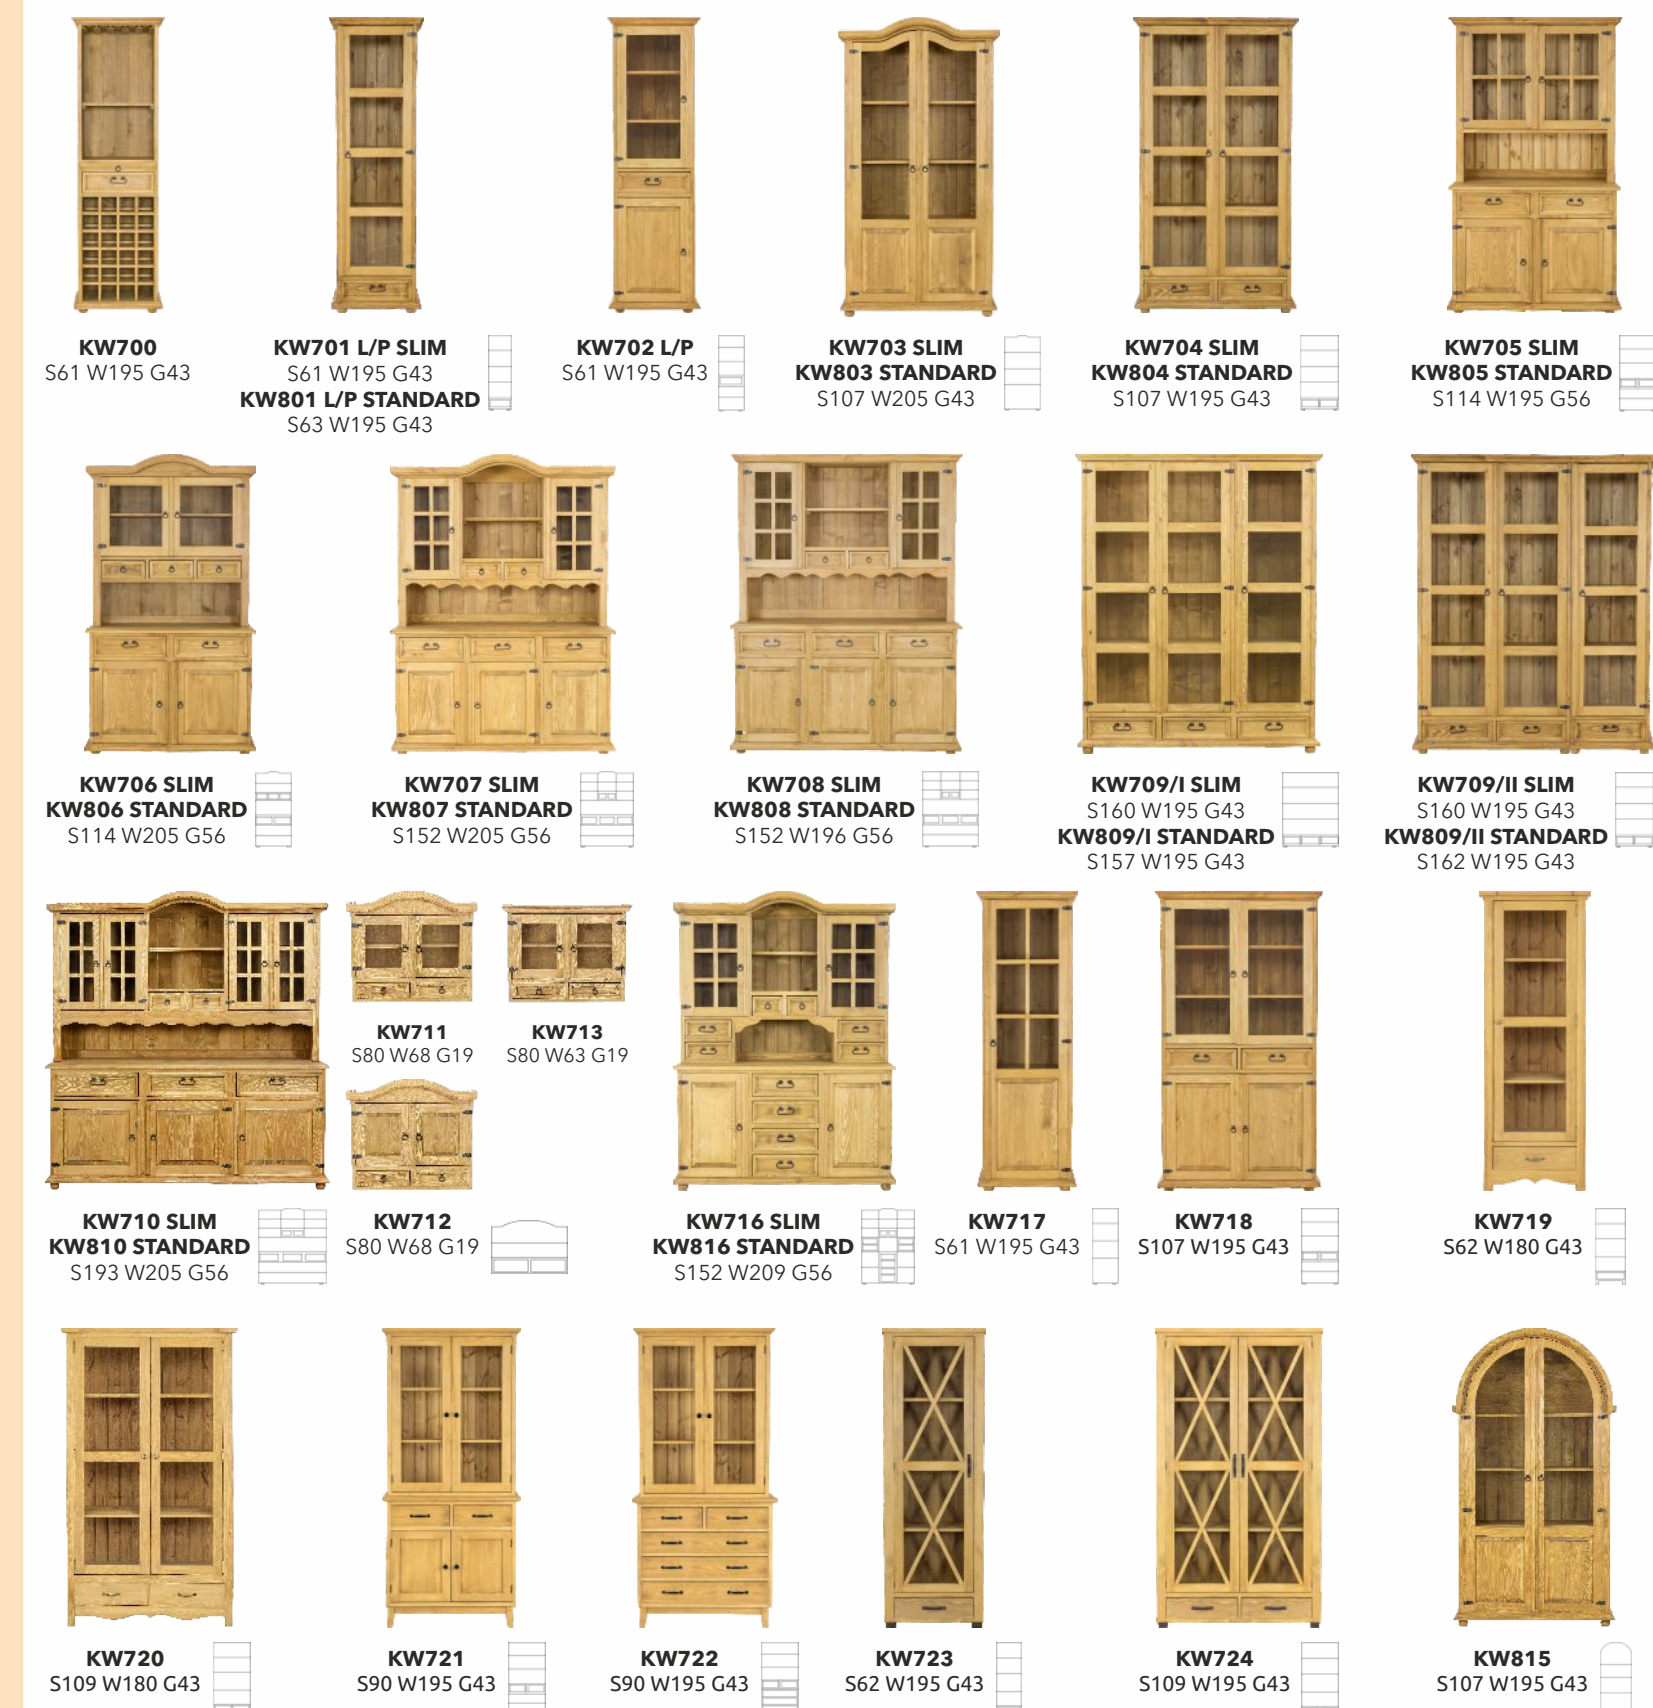 KW700
S61 W195 G43
KW701 L/P SLIM
S61 W195 G43
KW801 L/P STANDARD
S63 W195 G43
KW702 L/P
S61 W195 G43
KW703 SLIM
KW803 STANDARD
S107 W205 G43
KW704 SLIM
KW804 STANDARD
S107 W195 G43
KW705 SLIM
KW805 STANDARD
S114 W195 G56
KW706 SLIM
KW806 STANDARD
S114 W205 G56
KW707 SLIM
KW807 STANDARD
S152 W205 G56
KW708 SLIM
KW808 STANDARD
S152 W196 G56
KW709/I SLIM
S160 W195 G43
KW809/I STANDARD
S157 W195 G43
KW709/II SLIM
S160 W195 G43
KW809/II STANDARD
S162 W195 G43
KW711
S80 W68 G19
KW713
S80 W63 G19
KW710 SLIM
KW810 STANDARD
S193 W205 G56
KW712
S80 W68 G19
KW716 SLIM
KW816 STANDARD
S152 W209 G56
KW717
S61 W195 G43
KW718
S107 W195 G43
KW719
S62 W180 G43
KW720
S109 W180 G43
KW721
S90 W195 G43
KW722
S90 W195 G43
KW723
S62 W195 G43
KW724
S109 W195 G43
KW815
S107 W195 G43